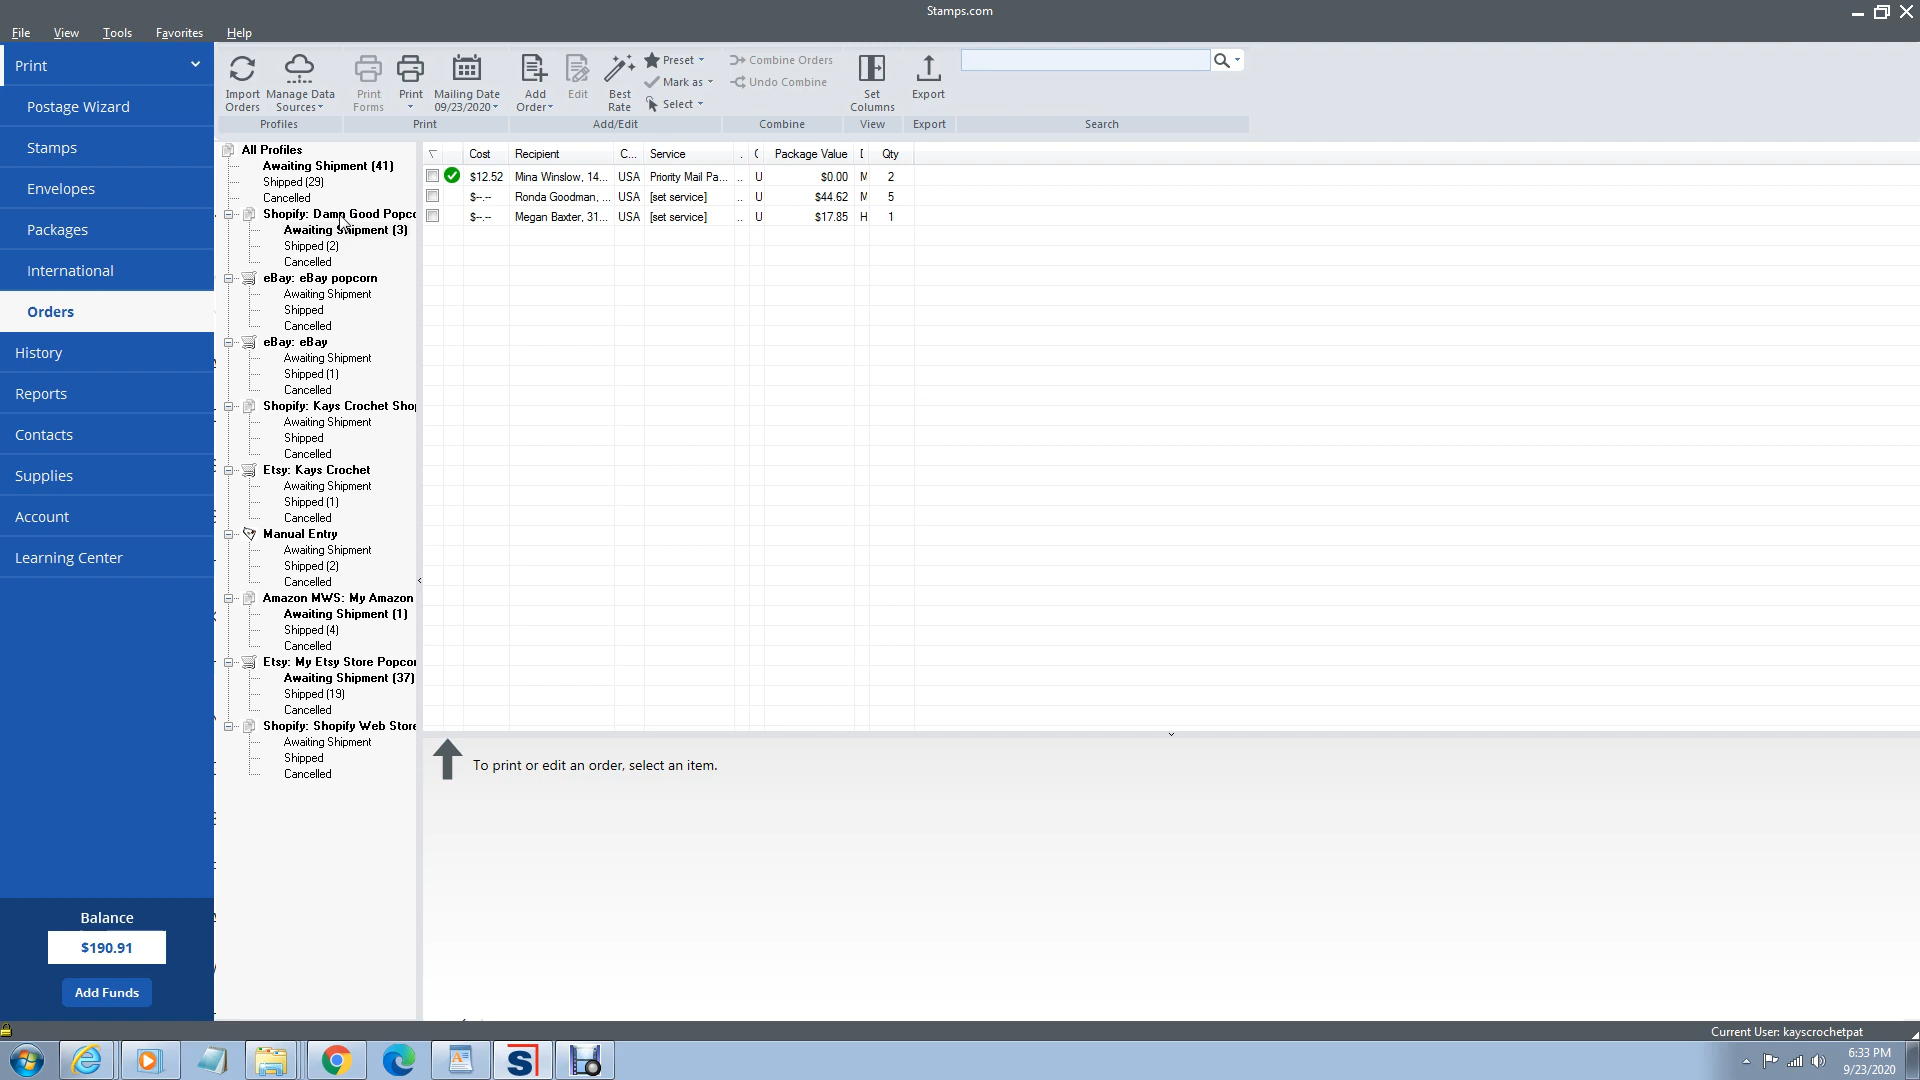 Stamps.com
File View Tools Favorites Help
Print
Postage Wizard
Stamps
Envelopes
Packages
International
Orders
History
Reports
Contacts
Supplies
Account
Learning Center
Balance
$190.91
Add Funds
Import Orders
Manage Data Sources
Profiles
Print Forms
Print
Mailing Date 09/23/2020
Print
Add Order
Edit
Best Rate
Preset
Mark as
Select
Add/Edit
Combine Orders
Undo Combine
Combine
Set Columns
View
Export
Export
Search
All Profiles
Awaiting Shipment (41)
Shipped (29)
Cancelled
Shopify: Damn Good Popco
Awaiting Shipment (3)
Shipped (2)
Cancelled
eBay: eBay popcorn
Awaiting Shipment
Shipped
Cancelled
eBay: eBay
Awaiting Shipment
Shipped (1)
Cancelled
Shopify: Kays Crochet Shop
Awaiting Shipment
Shipped
Cancelled
Etsy: Kays Crochet
Awaiting Shipment
Shipped (1)
Cancelled
Manual Entry
Awaiting Shipment
Shipped (2)
Cancelled
Amazon MWS: My Amazon
Awaiting Shipment (1)
Shipped (4)
Cancelled
Etsy: My Etsy Store Popcor
Awaiting Shipment (37)
Shipped (19)
Cancelled
Shopify: Shopify Web Store
Awaiting Shipment
Shipped
Cancelled
Cost Recipient C... Service . Package Value Qty
$12.52 Mina Winslow, 14... USA Priority Mail Pa... .. U $0.00 M 2
$--.-- Ronda Goodman, ... USA [set service] .. U $44.62 M 5
$--.-- Megan Baxter, 31... USA [set service] .. U $17.85 H 1
To print or edit an order, select an item.
Current User: kayscrochetpat
6:33 PM
9/23/2020